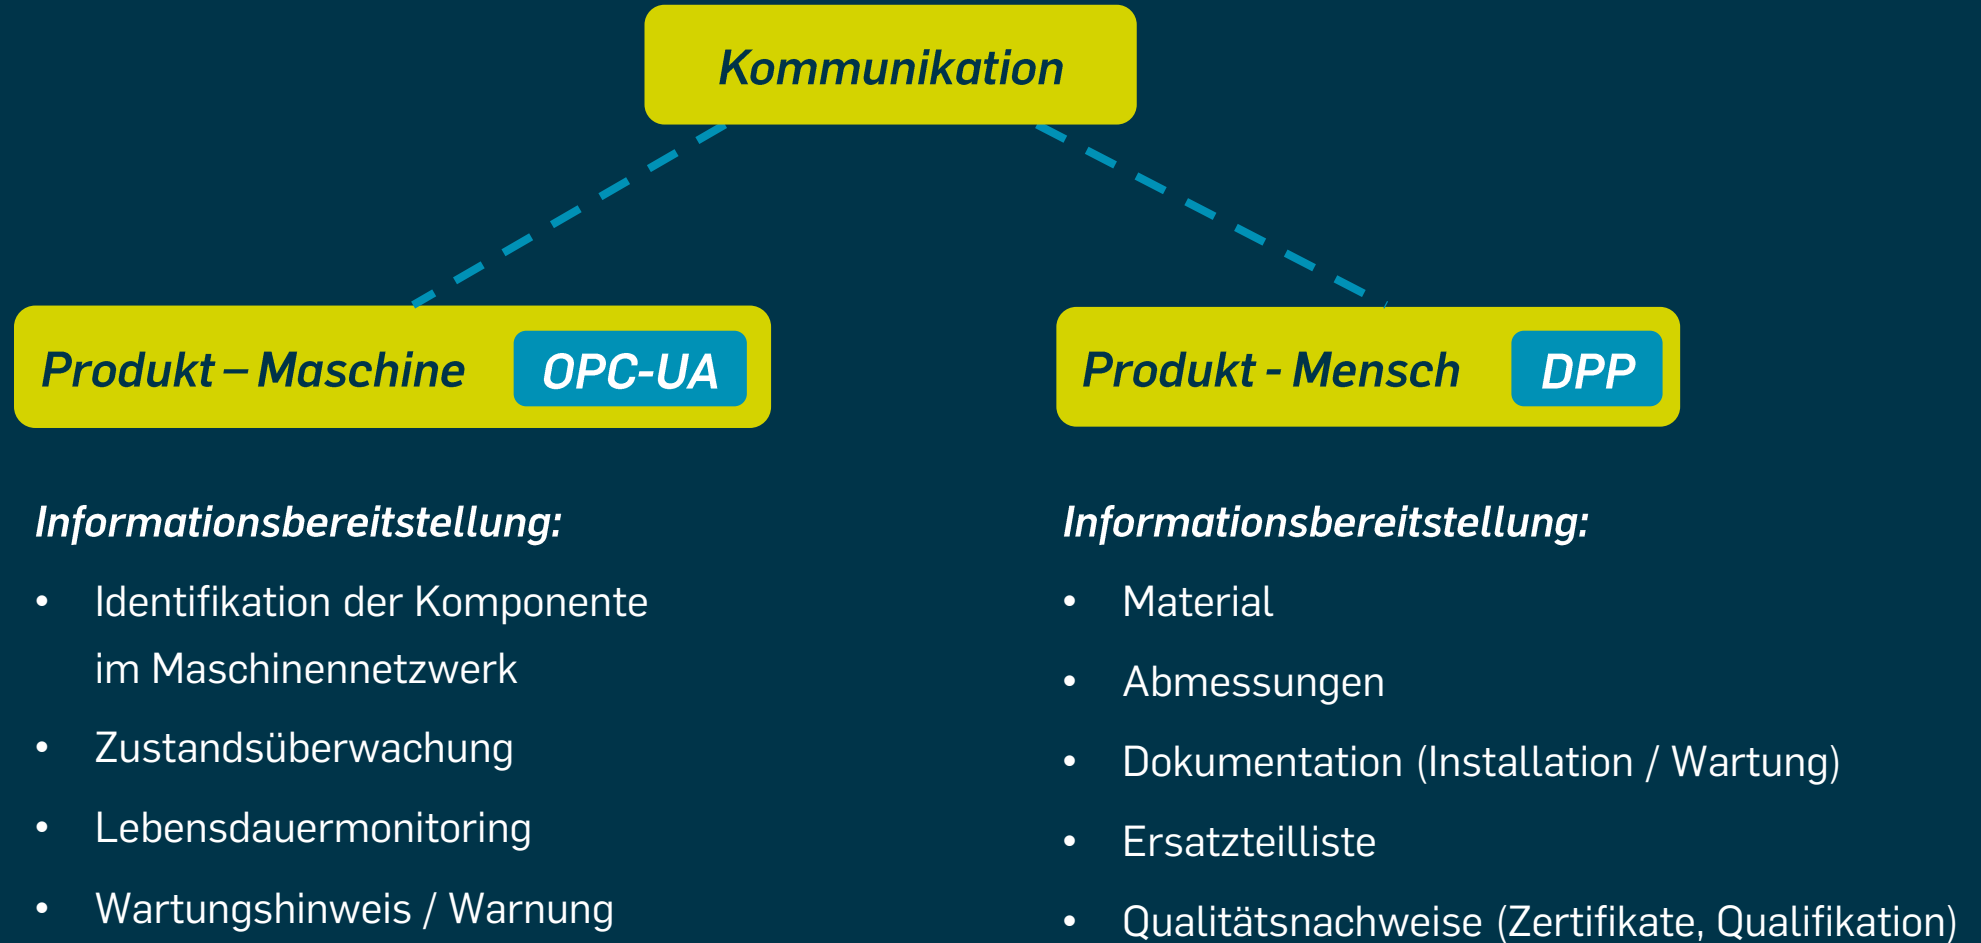 Kommunikation
Produkt – Maschine OPC-UA
Informationsbereitstellung:
• Identifikation der Komponente
im Maschinennetzwerk
• Zustandsüberwachung
• Lebensdauermonitoring
• Wartungshinweis / Warnung
Produkt - Mensch DPP
Informationsbereitstellung:
• Material
• Abmessungen
• Dokumentation (Installation / Wartung)
• Ersatzteilliste
• Qualitätsnachweise (Zertifikate, Qualifikation)